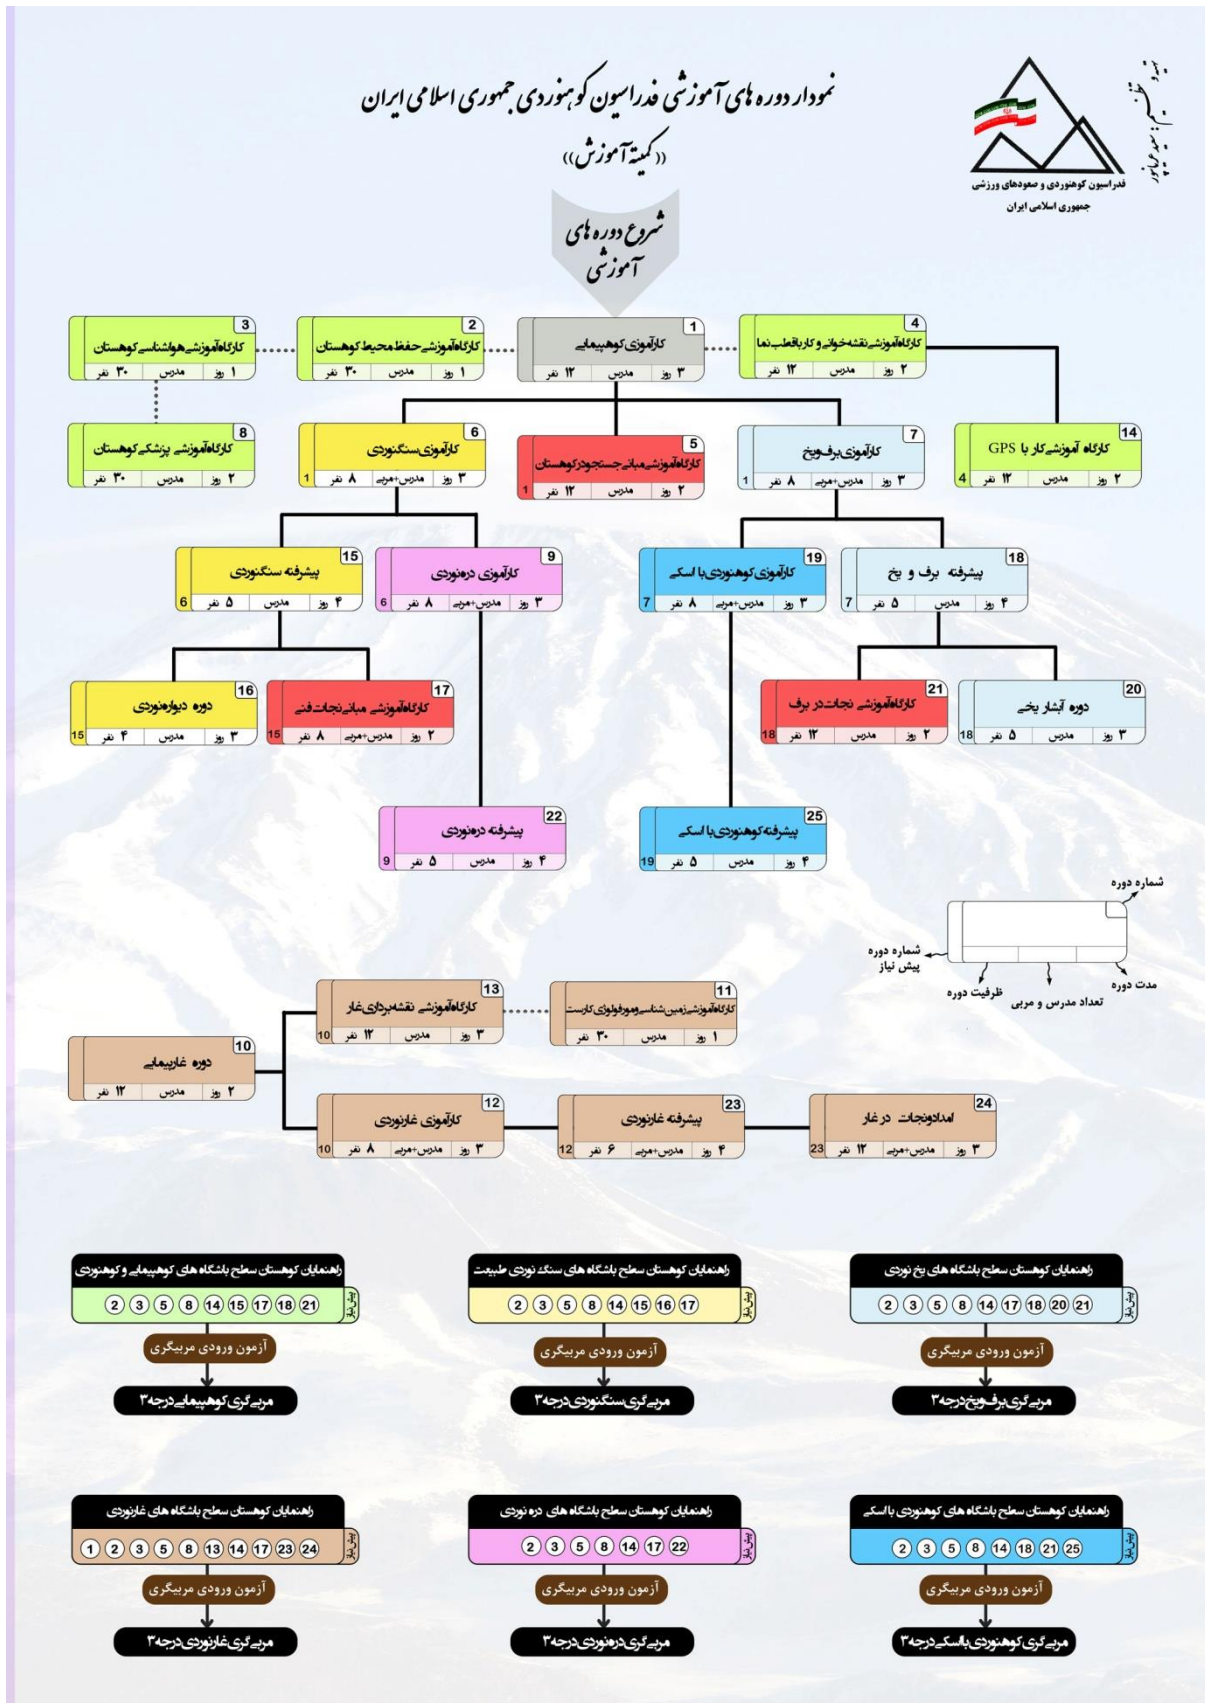 نمودار دوره های آموزشی فدراسیون کوهنوردی جمهوری اسلامی ایران
((کمیتهٔ آموزش))
فدراسیون کوهنوردی و صعودهای ورزشی
جمهوری اسلامی ایران
شروع دوره های
آموزشی
4
کارگاه آموزشی نقشه خوانی و کار باقطب نما
۲ روز مدرس ۱۲ نفر
1
کارآموزی کوهپیمایی
۳ روز مدرس ۱۲ نفر
2
کارگاه آموزشی حفظ محیط کوهستان
۱ روز مدرس ۳۰ نفر
3
کارگاه آموزشی هواشناسی کوهستان
۱ روز مدرس ۳۰ نفر
14
کارگاه آموزشی کار با GPS
۲ روز مدرس ۱۲ نفر 4
7
کارآموزی برف ویخ
۳ روز مدرس+مربی ۸ نفر 1
5
کارگاه آموزشی مبانی جستجو در کوهستان
۲ روز مدرس ۱۲ نفر 1
6
کارآموزی سنگنوردی
۳ روز مدرس+مربی ۸ نفر 1
8
کارگاه آموزشی پزشکی کوهستان
۲ روز مدرس ۳۰ نفر
18
پیشرفته برف و یخ
۴ روز مدرس ۵ نفر 7
19
کارآموزی کوهنوردی با اسکی
۳ روز مدرس+مربی ۸ نفر 7
9
کارآموزی دره نوردی
۳ روز مدرس+مربی ۸ نفر 6
15
پیشرفته سنگنوردی
۴ روز مدرس ۵ نفر 6
20
دوره آبشار یخی
۳ روز مدرس ۵ نفر 18
21
کارگاه آموزشی نجات در برف
۲ روز مدرس ۱۲ نفر 18
17
کارگاه آموزشی مبانی نجات فنی
۲ روز مدرس+مربی ۸ نفر 15
16
دوره دیواره نوردی
۳ روز مدرس ۴ نفر 15
25
پیشرفته کوهنوردی با اسکی
۴ روز مدرس ۵ نفر 19
22
پیشرفته دره نوردی
۴ روز مدرس ۵ نفر 9
شماره دوره
شماره دوره
پیش نیاز
مدت دوره
تعداد مدرس و مربی
ظرفیت دوره
11
کارگاه آموزشی زمین شناسی و مورفولوژی کارست
۱ روز مدرس ۳۰ نفر
13
کارگاه آموزشی نقشه برداری غار
۳ روز مدرس ۱۲ نفر 10
10
دوره غارپیمایی
۲ روز مدرس ۱۲ نفر
24
امدادونجات در غار
۳ روز مدرس+مربی ۱۲ نفر 23
23
پیشرفته غارنوردی
۴ روز مدرس+مربی ۶ نفر 12
12
کارآموزی غارنوردی
۳ روز مدرس+مربی ۸ نفر 10
راهنمایان کوهستان سطح باشگاه های یخ نوردی
پیش نیاز
2 3 5 8 14 17 18 20 21
آزمون ورودی مربیگری
مربی گری برف ویخ درجه ۳
راهنمایان کوهستان سطح باشگاه های سنگ نوردی طبیعت
پیش نیاز
2 3 5 8 14 15 16 17
آزمون ورودی مربیگری
مربی گری سنگنوردی درجه ۳
راهنمایان کوهستان سطح باشگاه های کوهپیمایی و کوهنوردی
پیش نیاز
2 3 5 8 14 15 17 18 21
آزمون ورودی مربیگری
مربی گری کوهپیمایی درجه ۳
راهنمایان کوهستان سطح باشگاه های کوهنوردی با اسکی
پیش نیاز
2 3 5 8 14 18 21 25
آزمون ورودی مربیگری
مربی گری کوهنوردی با اسکی درجه ۳
راهنمایان کوهستان سطح باشگاه های دره نوردی
پیش نیاز
2 3 5 8 14 17 22
آزمون ورودی مربیگری
مربی گری دره نوردی درجه ۳
راهنمایان کوهستان سطح باشگاه های غارنوردی
پیش نیاز
1 2 3 5 8 13 14 17 23 24
آزمون ورودی مربیگری
مربی گری غارنوردی درجه ۳